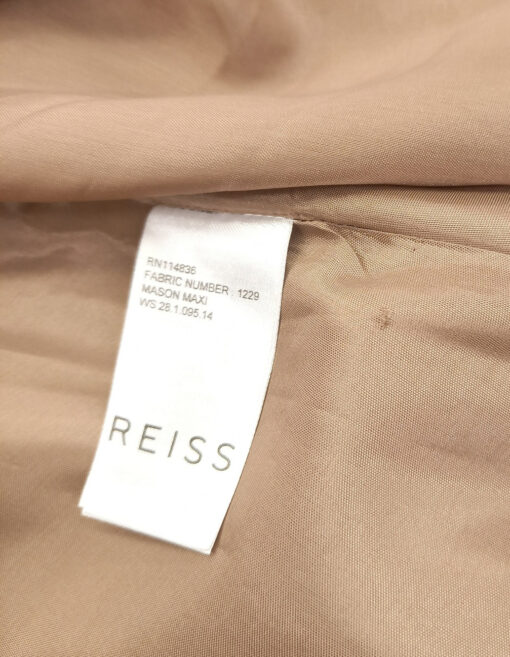 RN114836
FABRIC NUMBER : 1229
MASON MAXI
WS 28.1.095.14
REISS